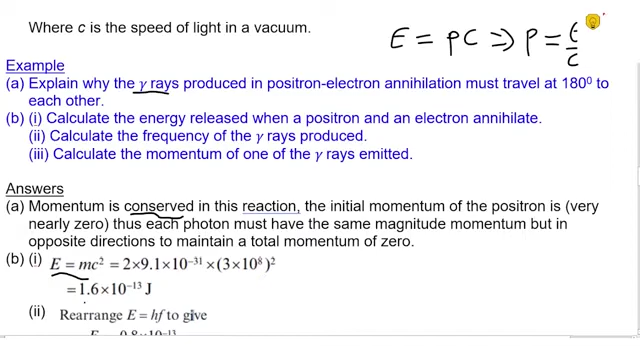 Where c is the speed of light in a vacuum.
E = pc ⇒ p = E/c
Example
(a) Explain why the γ rays produced in positron-electron annihilation must travel at 180⁰ to
each other.
(b) (i) Calculate the energy released when a positron and an electron annihilate.
(ii) Calculate the frequency of the γ rays produced.
(iii) Calculate the momentum of one of the γ rays emitted.
Answers
(a) Momentum is conserved in this reaction, the initial momentum of the positron is (very
nearly zero) thus each photon must have the same magnitude momentum but in
opposite directions to maintain a total momentum of zero.
(b) (i) E = mc² = 2×9.1×10⁻³¹ ×(3×10⁸)²
= 1.6×10⁻¹³ J
(ii) Rearrange E = hf to give
E 0.8×10⁻¹³